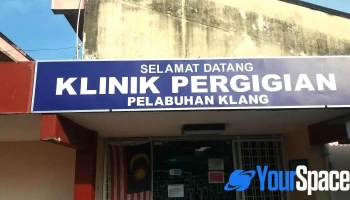 SELAMAT DATANG
KLINIK PERGIGIAN
PELABUHAN KLANG
YourSpace